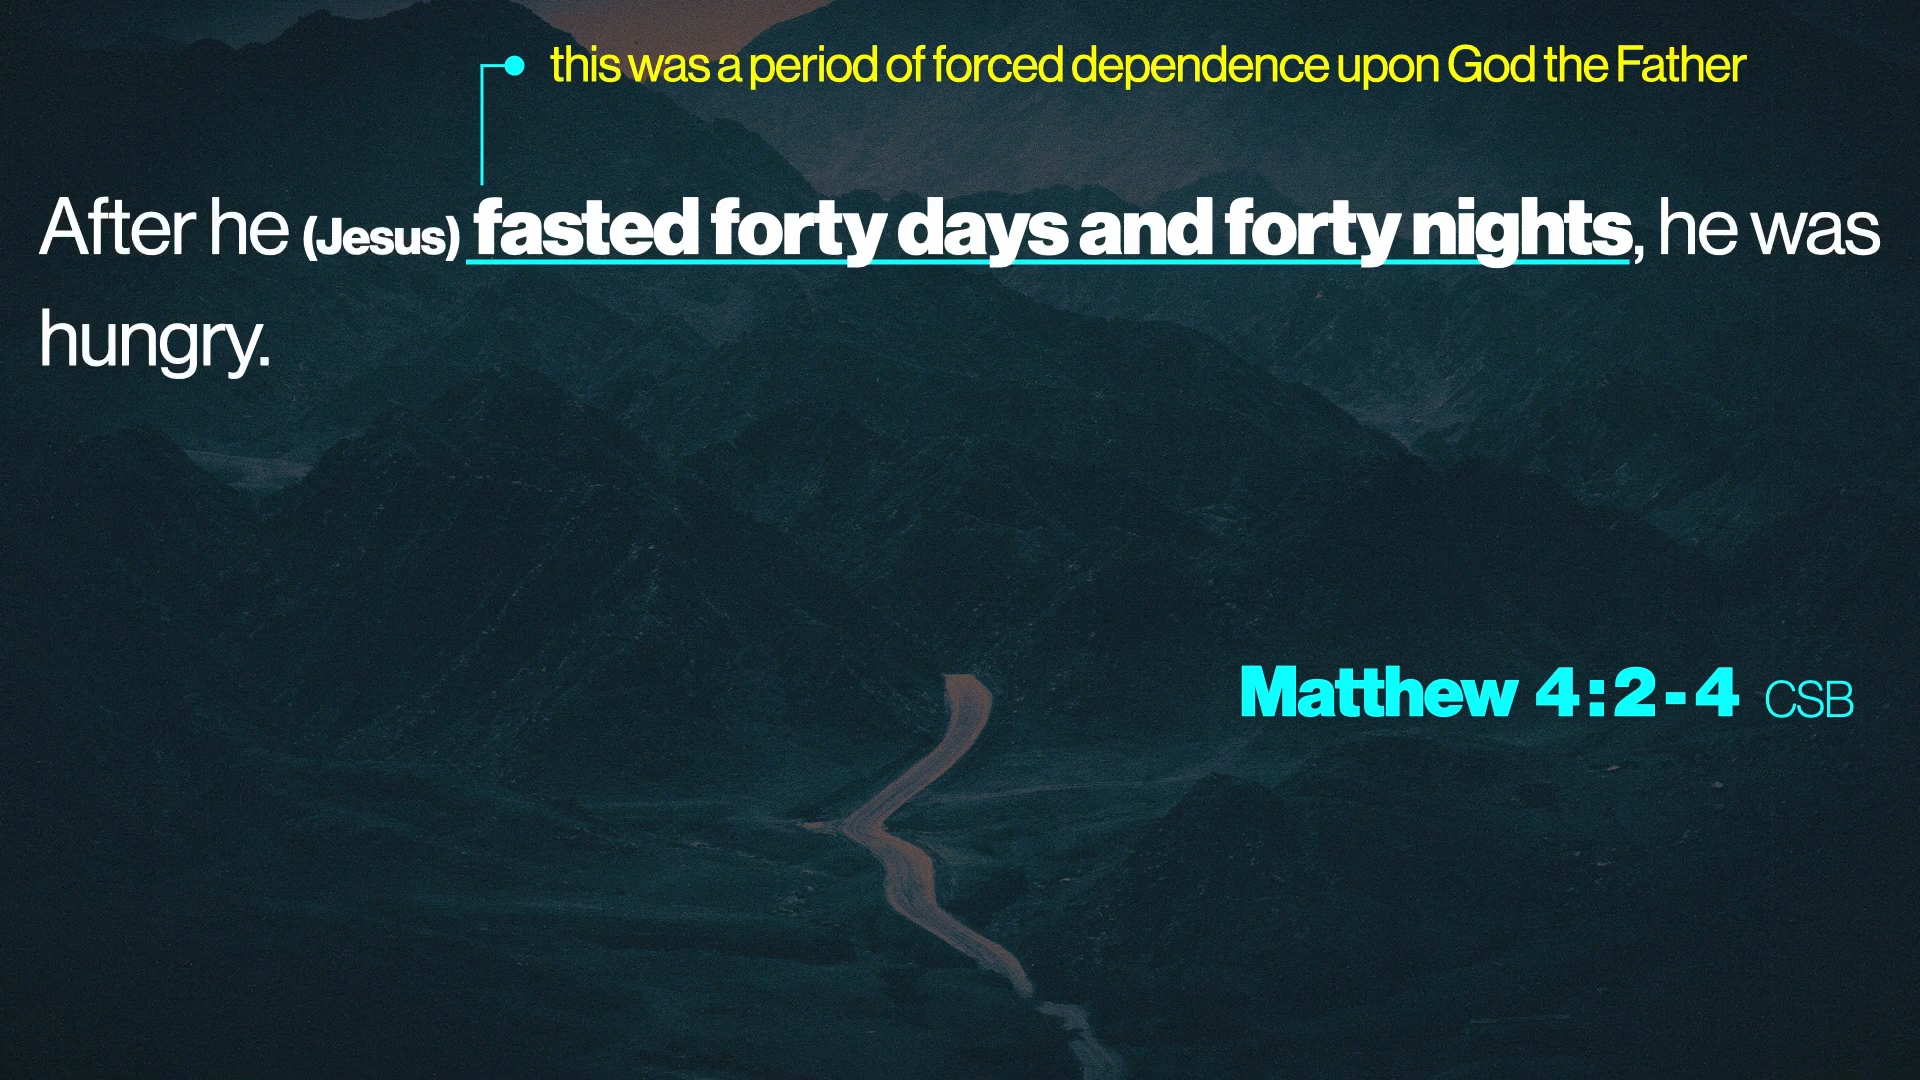 this was a period of forced dependence upon God the Father
After he (Jesus) fasted forty days and forty nights, he was
hungry.
Matthew 4:2-4 CSB